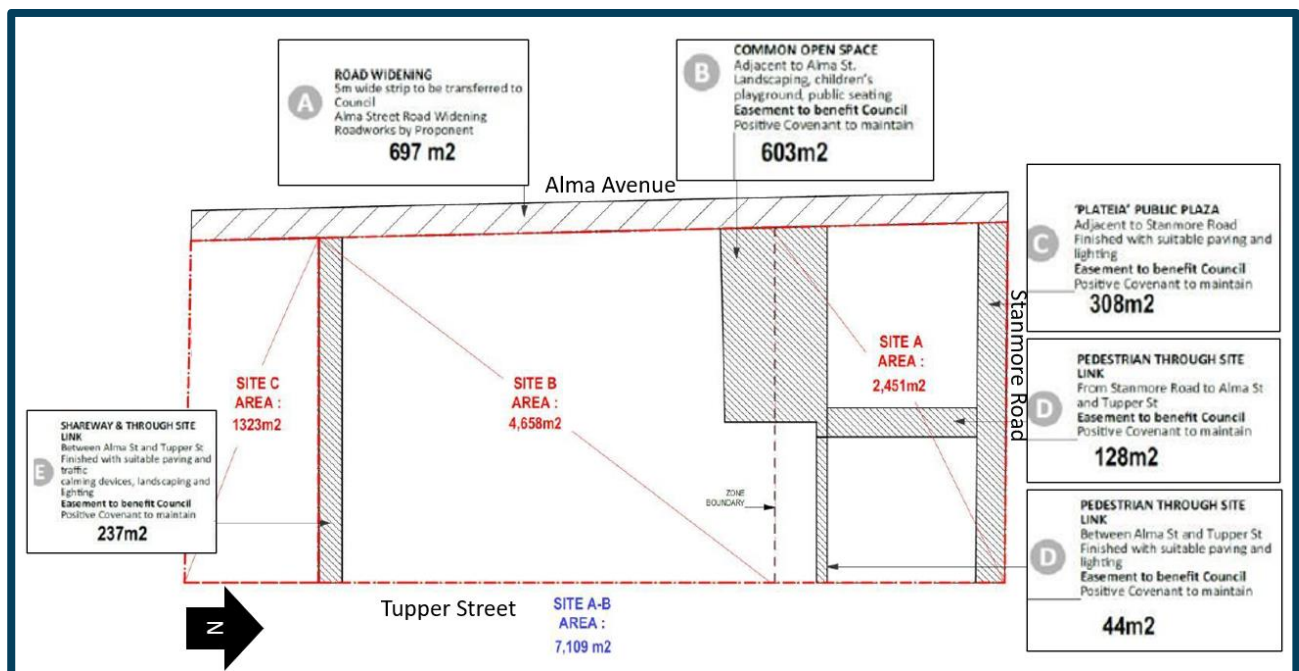 A
ROAD WIDENING
5m wide strip to be transferred to
Council
Alma Street Road Widening
Roadworks by Proponent
697 m2
B
COMMON OPEN SPACE
Adjacent to Alma St.
Landscaping, children's
playground, public seating
Easement to benefit Council
Positive Covenant to maintain
603m2
Alma Avenue
C
'PLATEIA' PUBLIC PLAZA
Adjacent to Stanmore Road
Finished with suitable paving and
lighting
Easement to benefit Council
Positive Covenant to maintain
308m2
Stanmore Road
SITE A
AREA :
2,451m2
SITE C
AREA :
1323m2
SITE B
AREA :
4,658m2
D
PEDESTRIAN THROUGH SITE
LINK
From Stanmore Road to Alma St
and Tupper St
Easement to benefit Council
Positive Covenant to maintain
128m2
E
SHAREWAY & THROUGH SITE
LINK
Between Alma St and Tupper St
Finished with suitable paving and
traffic
calming devices, landscaping and
lighting
Easement to benefit Council
Positive Covenant to maintain
237m2
ZONE
BOUNDARY
D
PEDESTRIAN THROUGH SITE
LINK
Between Alma St and Tupper St
Finished with suitable paving and
lighting
Easement to benefit Council
Positive Covenant to maintain
44m2
N
Tupper Street
SITE A-B
AREA :
7,109 m2